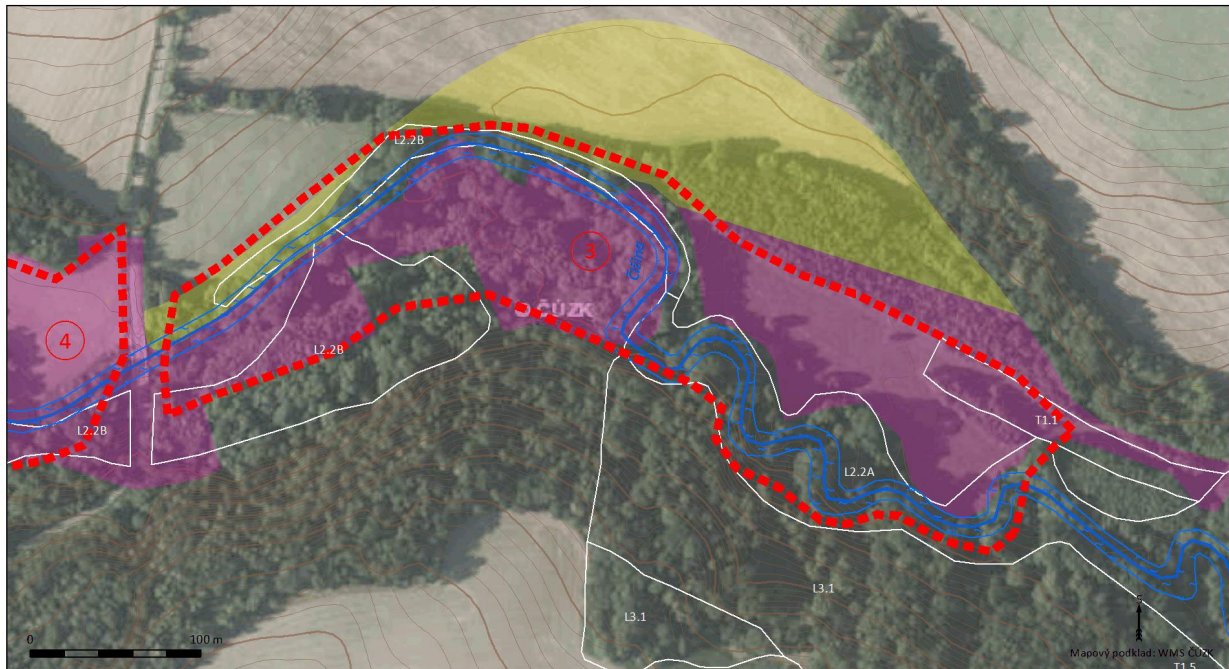 L2.2B
Čížina
3
© ČÚZK
4
L2.2B
T1.1
L2.2B
L2.2A
L3.1
L3.1
0
100 m
S
Mapový podklad: WMS ČÚZK
T1.5